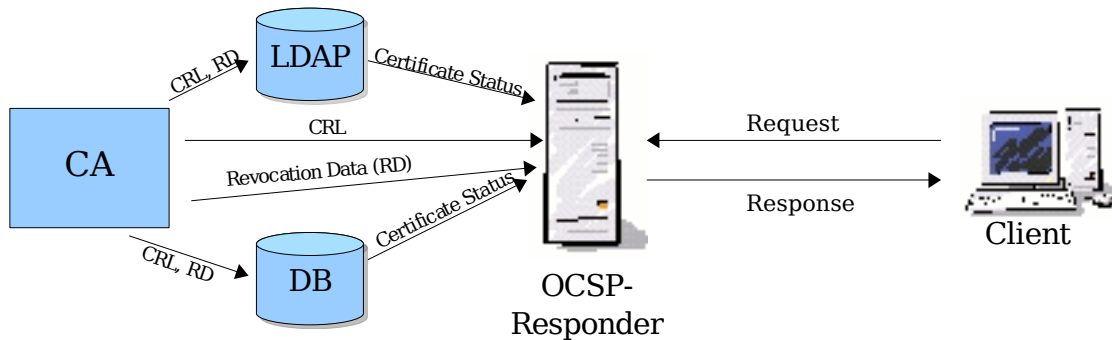 LDAP
CRL, RD
Certificate Status
CRL
Request
CA
Revocation Data (RD)
Certificate Status
Response
Client
CRL, RD
DB
OCSP-
Responder